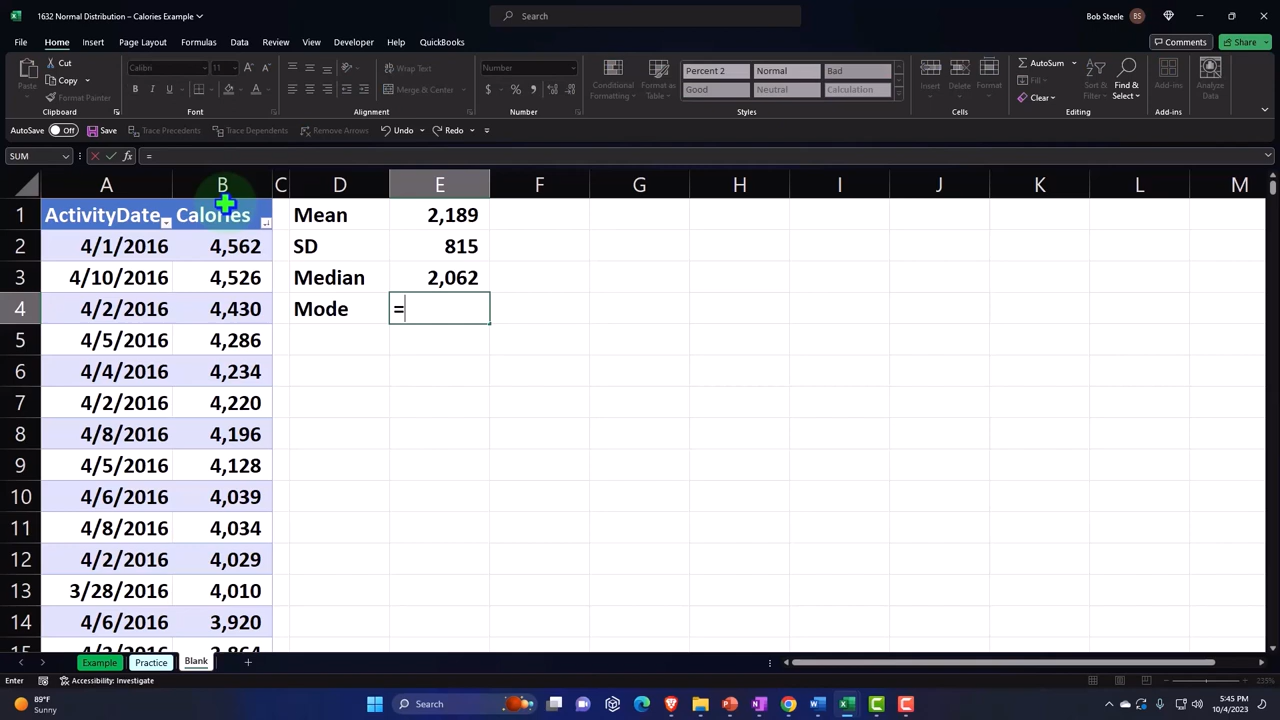 1632 Normal Distribution – Calories Example
Search
Bob Steele BS
File Home Insert Page Layout Formulas Data Review View Developer Help QuickBooks
Comments Share
Paste Cut Copy Format Painter
Clipboard
Calibri 11
Font
Wrap Text Merge & Center
Alignment
Number
Number
Conditional Formatting Format as Table
Percent 2 Normal Bad
Good Neutral Calculation
Styles
Insert Delete Format
Cells
AutoSum Fill Clear
Sort & Filter Find & Select
Editing
Add-ins
Add-ins
Analyze Data
AutoSave Off Save Trace Precedents Trace Dependents Remove Arrows Undo Redo
SUM fx =
A B C D E F G H I J K L M
1 ActivityDate Calories Mean 2,189
2 4/1/2016 4,562 SD 815
3 4/10/2016 4,526 Median 2,062
4 4/2/2016 4,430 Mode =
5 4/5/2016 4,286
6 4/4/2016 4,234
7 4/2/2016 4,220
8 4/8/2016 4,196
9 4/5/2016 4,128
10 4/6/2016 4,039
11 4/8/2016 4,034
12 4/2/2016 4,029
13 3/28/2016 4,010
14 4/6/2016 3,920
15 4/2/2016 3,864
Example Practice Blank
Enter Accessibility: Investigate 235%
89°F
Sunny
Search
5:45 PM
10/4/2023